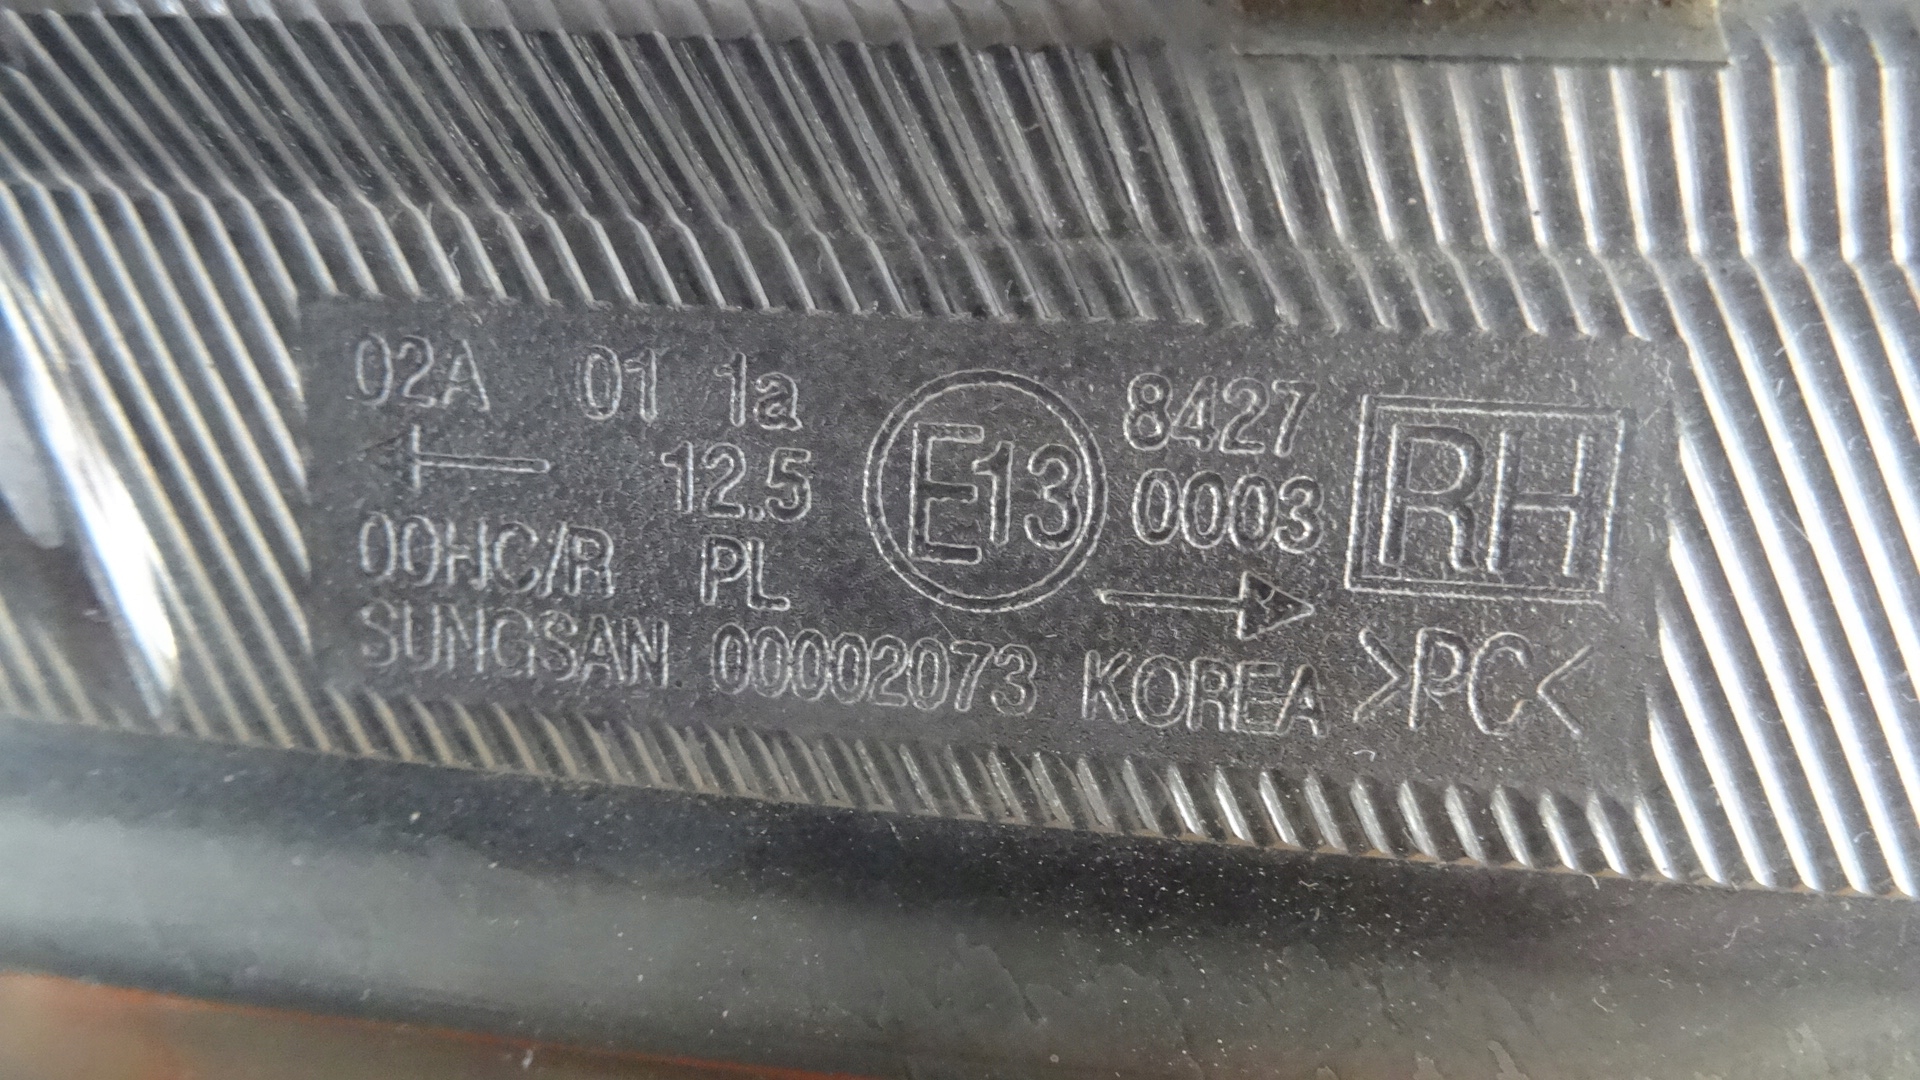 02A 01 1a 8427
12.5 E13 0003 RH
00HC/R PL
SUNGSAN 00002073 KOREA >PC<